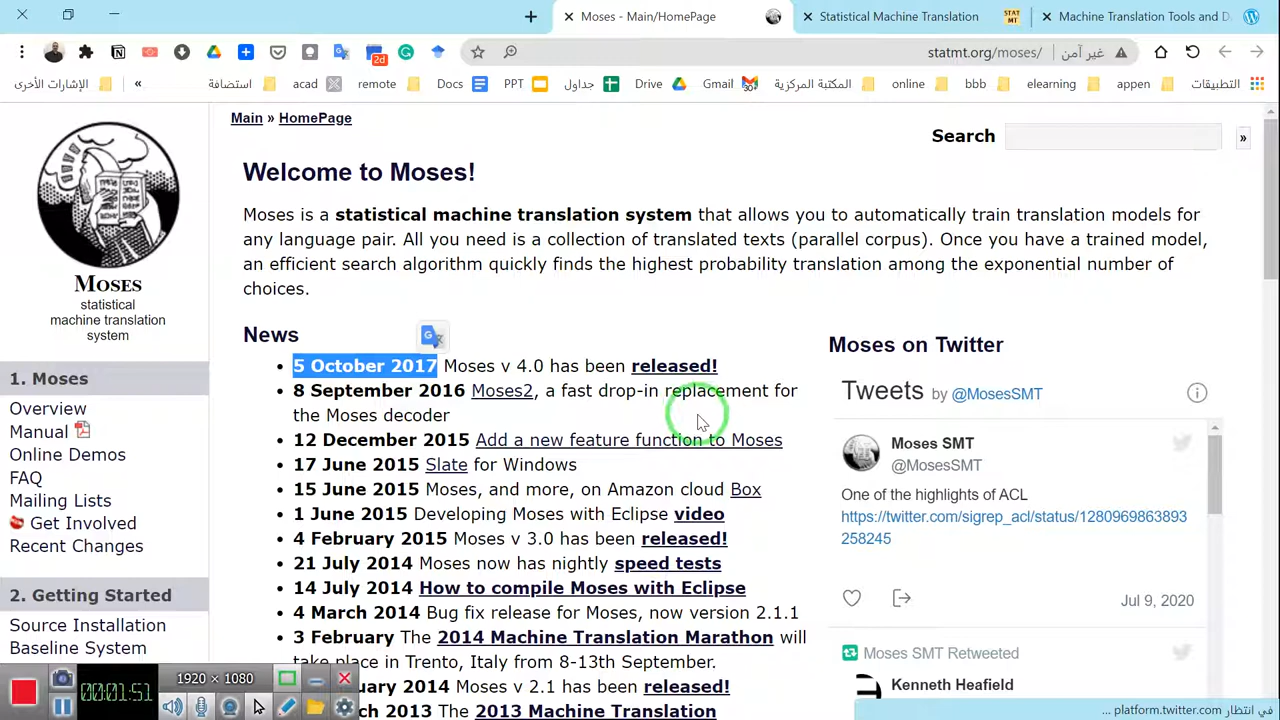 Moses - Main/HomePage
Statistical Machine Translation
STAT MT
Machine Translation Tools and D
2d
statmt.org/moses/
غير آمن
الإشارات الأخرى
«
استضافة
acad
remote
Docs
PPT
جداول
Drive
Gmail
المكتبة المركزية
online
bbb
elearning
appen
التطبيقات
Main » HomePage
Search
»
Welcome to Moses!
Moses is a statistical machine translation system that allows you to automatically train translation models for
any language pair. All you need is a collection of translated texts (parallel corpus). Once you have a trained model,
an efficient search algorithm quickly finds the highest probability translation among the exponential number of
choices.
MOSES
statistical
machine translation
system
1. Moses
Overview
Manual
Online Demos
FAQ
Mailing Lists
Get Involved
Recent Changes
2. Getting Started
Source Installation
Baseline System
News
5 October 2017 Moses v 4.0 has been released!
8 September 2016 Moses2, a fast drop-in replacement for
the Moses decoder
12 December 2015 Add a new feature function to Moses
17 June 2015 Slate for Windows
15 June 2015 Moses, and more, on Amazon cloud Box
1 June 2015 Developing Moses with Eclipse video
4 February 2015 Moses v 3.0 has been released!
21 July 2014 Moses now has nightly speed tests
14 July 2014 How to compile Moses with Eclipse
4 March 2014 Bug fix release for Moses, now version 2.1.1
3 February The 2014 Machine Translation Marathon will
take place in Trento, Italy from 8-13th September.
uary 2014 Moses v 2.1 has been released!
ch 2013 The 2013 Machine Translation
Moses on Twitter
Tweets by @MosesSMT
Moses SMT
@MosesSMT
One of the highlights of ACL
https://twitter.com/sigrep_acl/status/1280969863893
258245
Jul 9, 2020
Moses SMT Retweeted
Kenneth Heafield
1920 × 1080
00:01:51
في انتظار platform.twitter.com ...